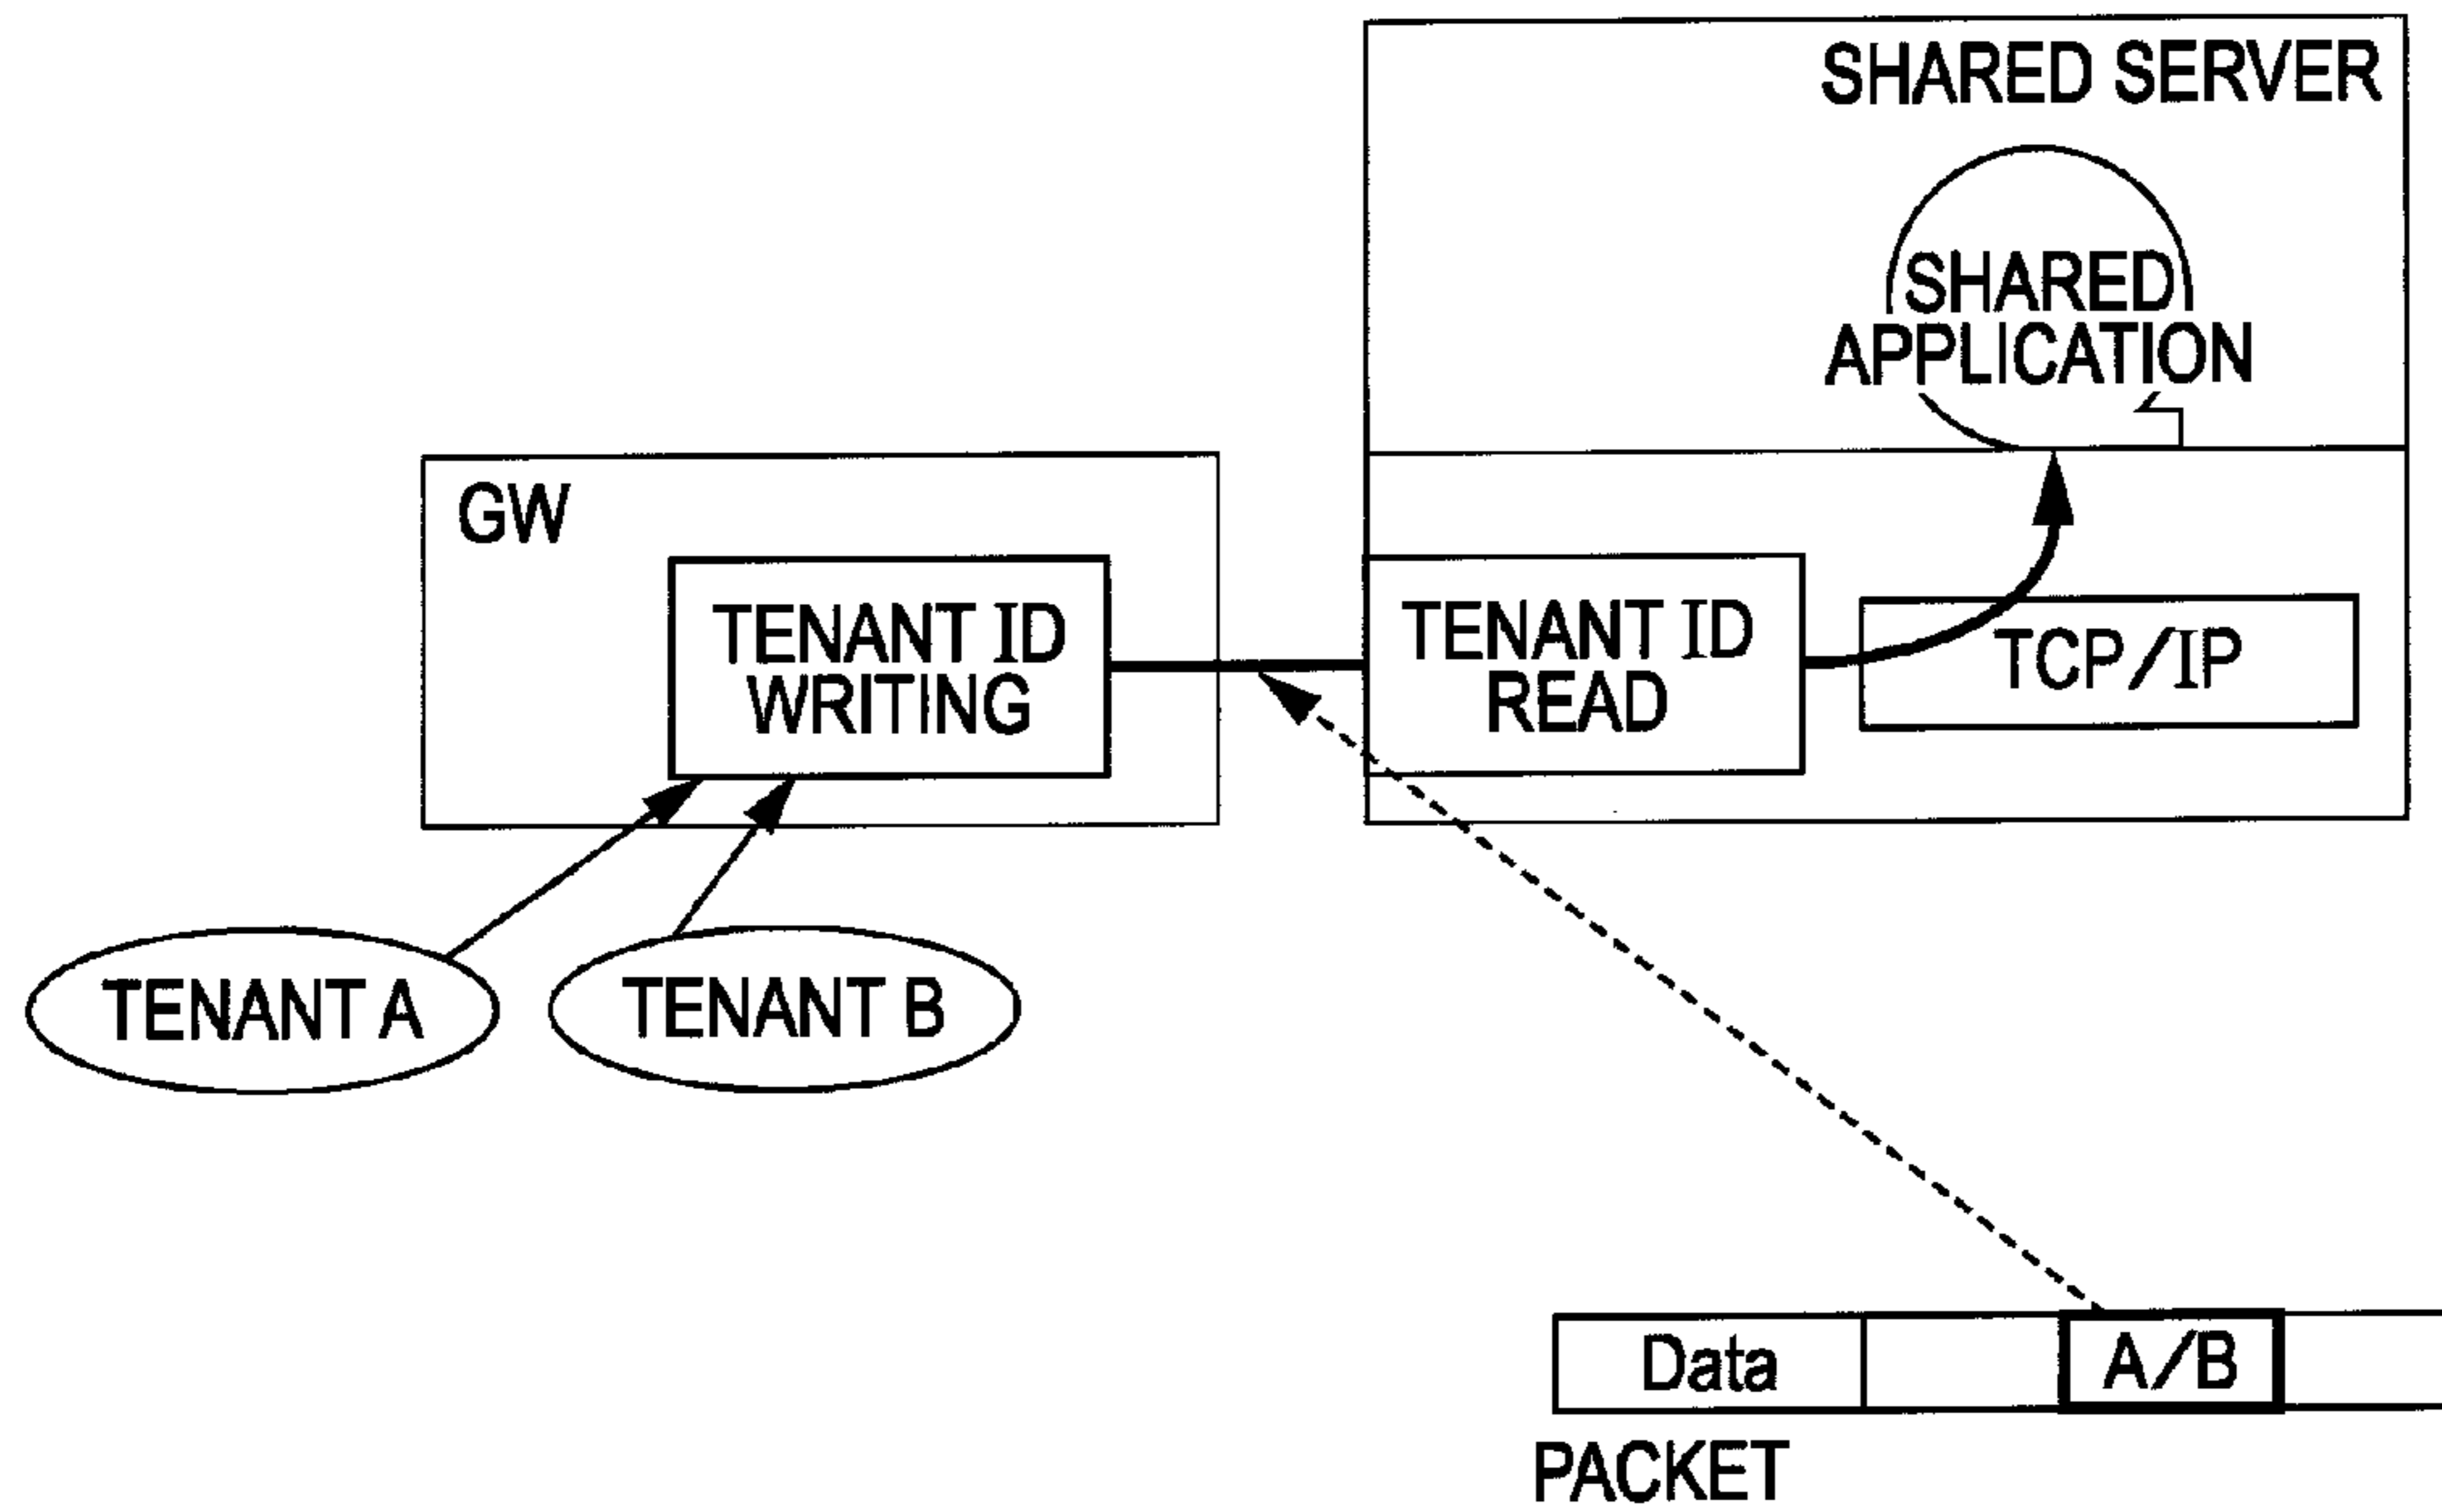 SHARED SERVER
SHARED
APPLICATION
GW
TENANT ID
WRITING
TENANT ID
READ
TCP/IP
TENANT A
TENANT B
Data
A/B
PACKET